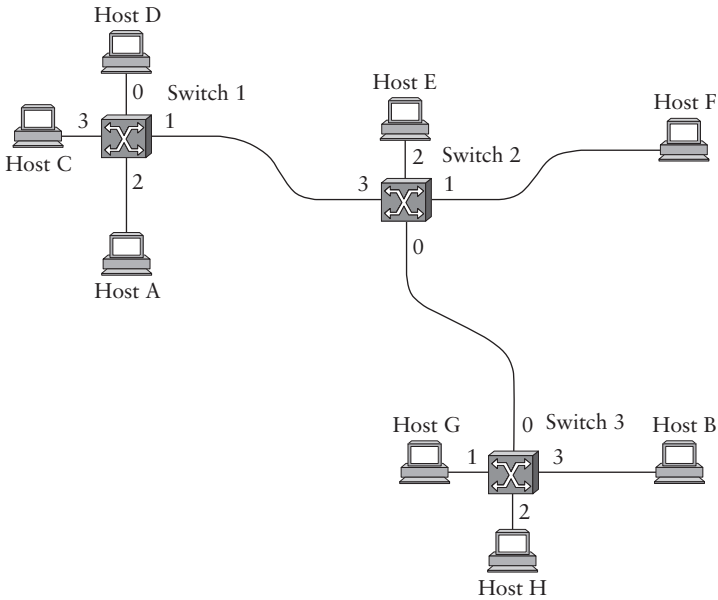 Host D
0
Switch 1
3
1
Host C
2
Host A
Host E
Host F
2
Switch 2
3
1
0
Host G
0
Switch 3
Host B
1
3
2
Host H